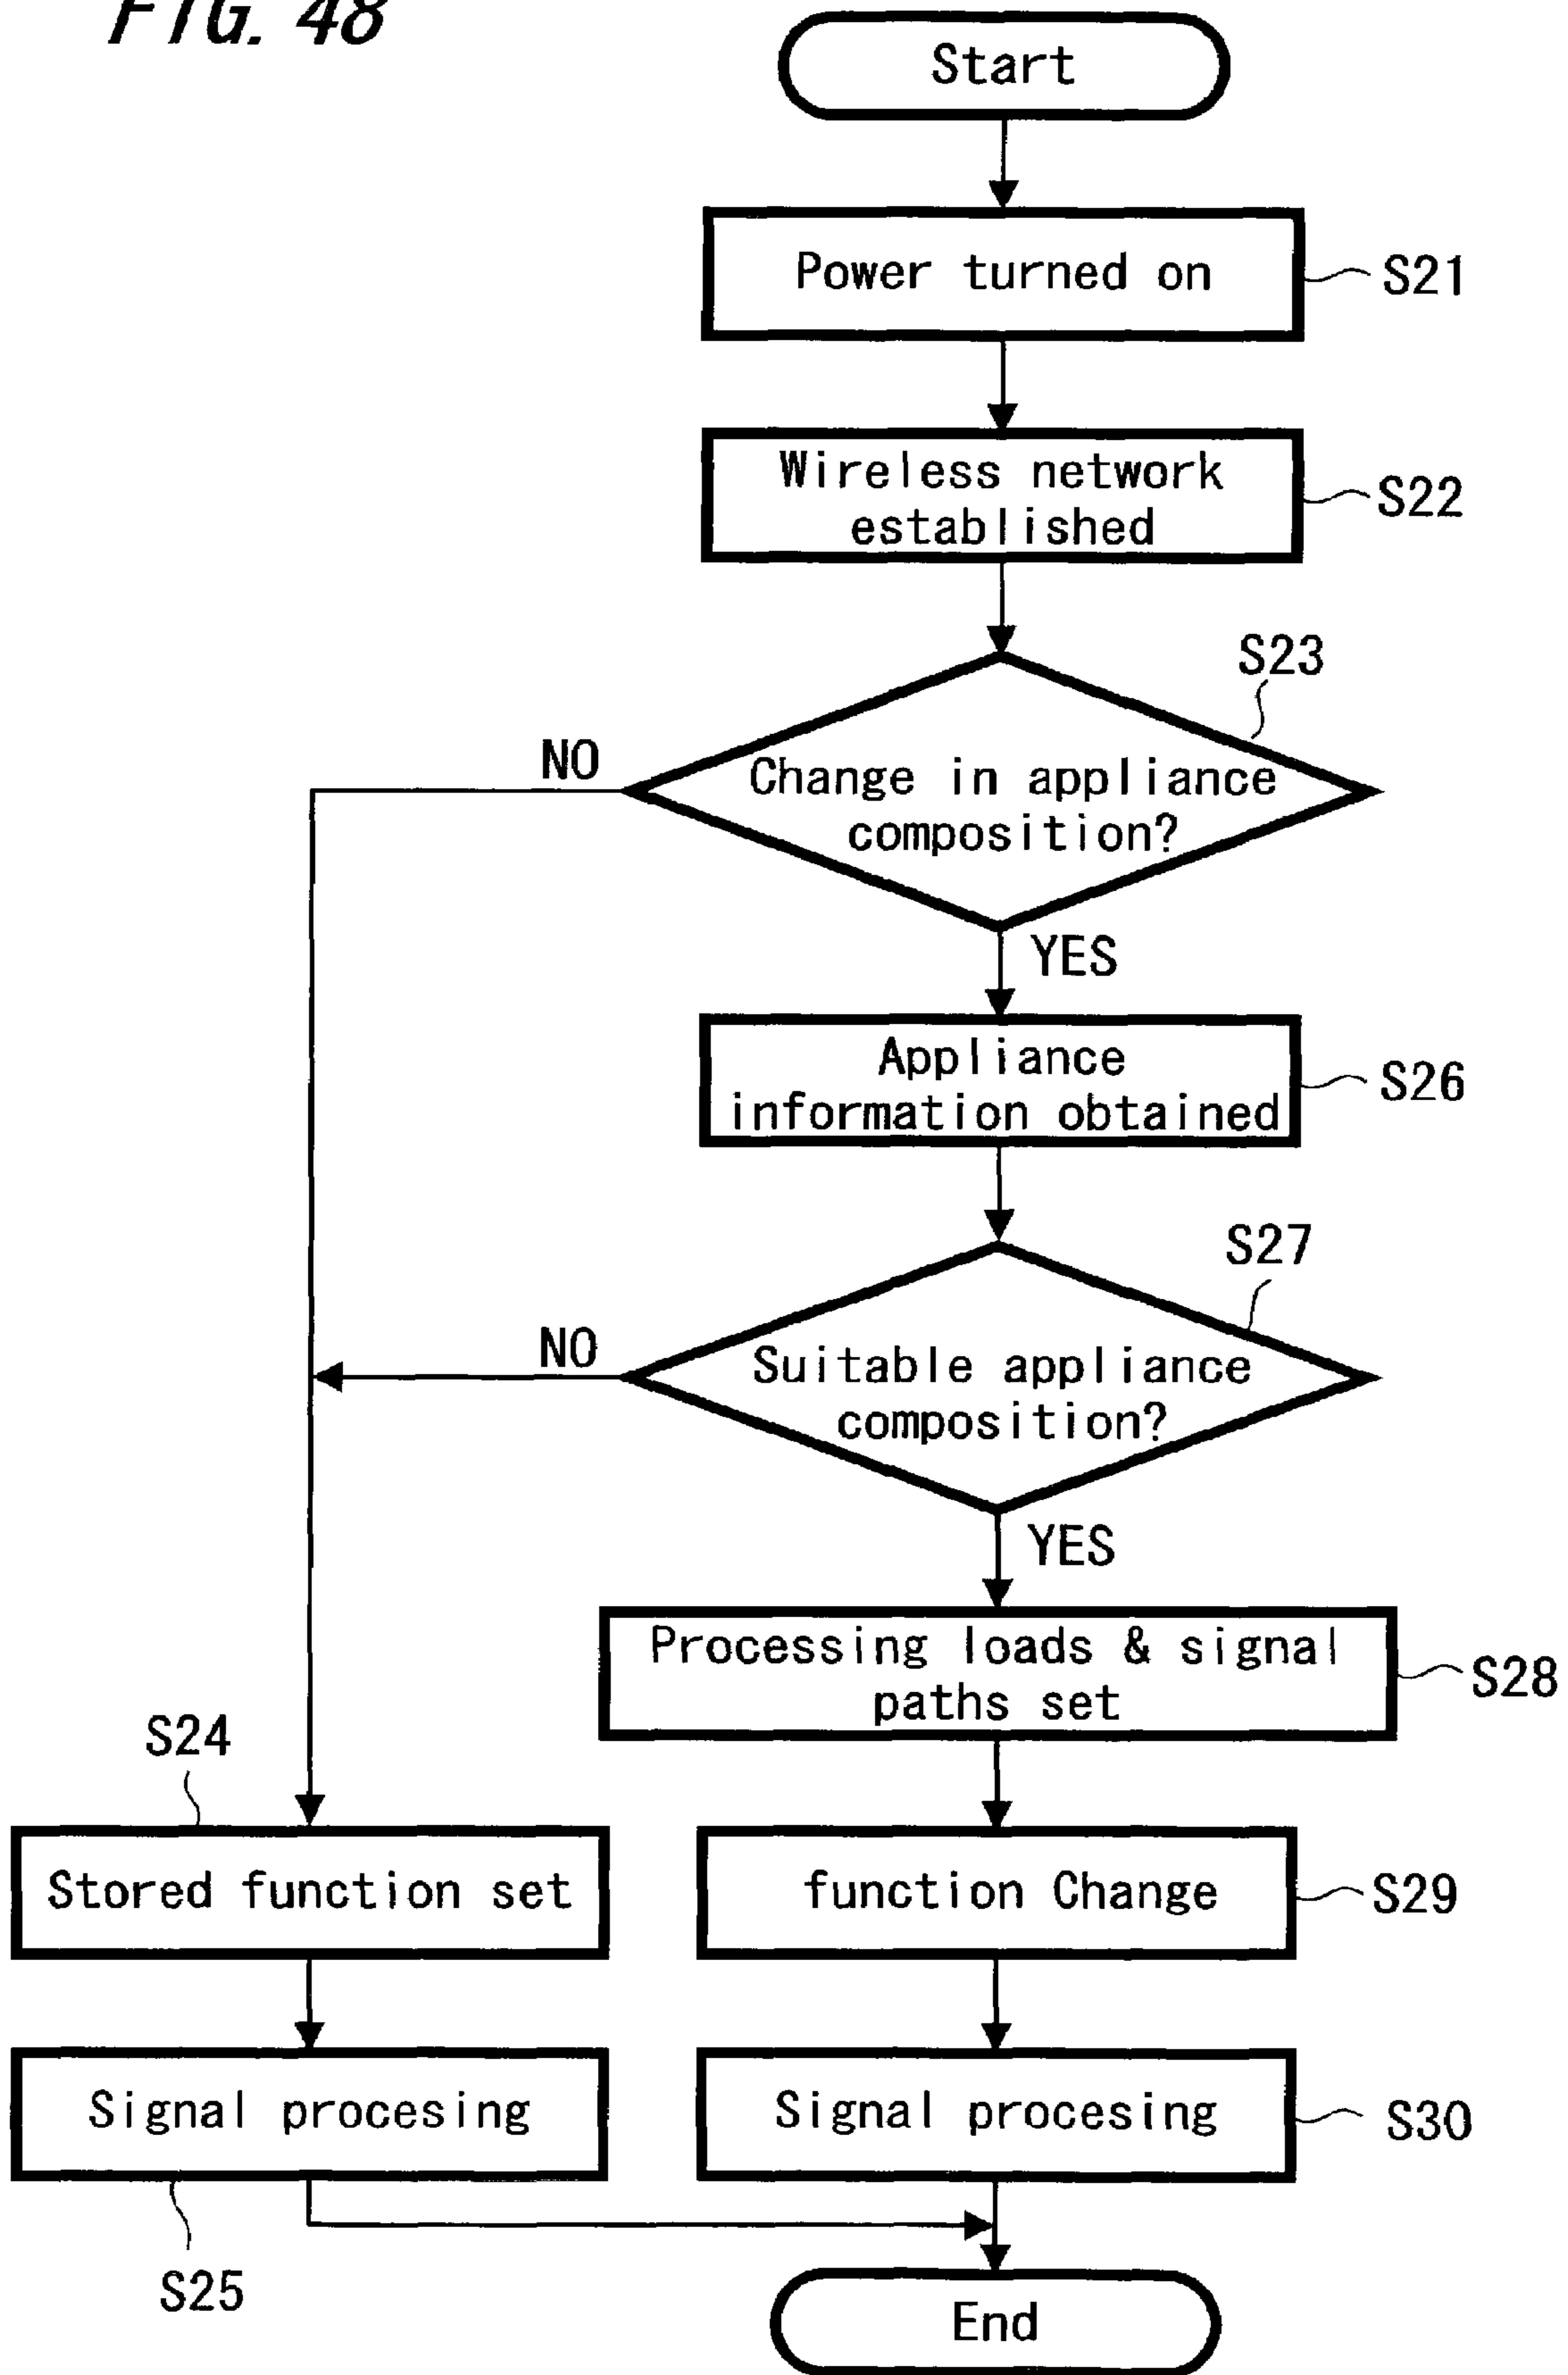 FIG. 48
Start
Power turned on
S21
Wireless network
established
S22
S23
NO
Change in appliance
composition?
YES
Appliance
information obtained
S26
S27
NO
Suitable appliance
composition?
YES
Processing loads & signal
paths set
S28
S24
Stored function set
function Change
S29
Signal procesing
Signal procesing
S30
S25
End